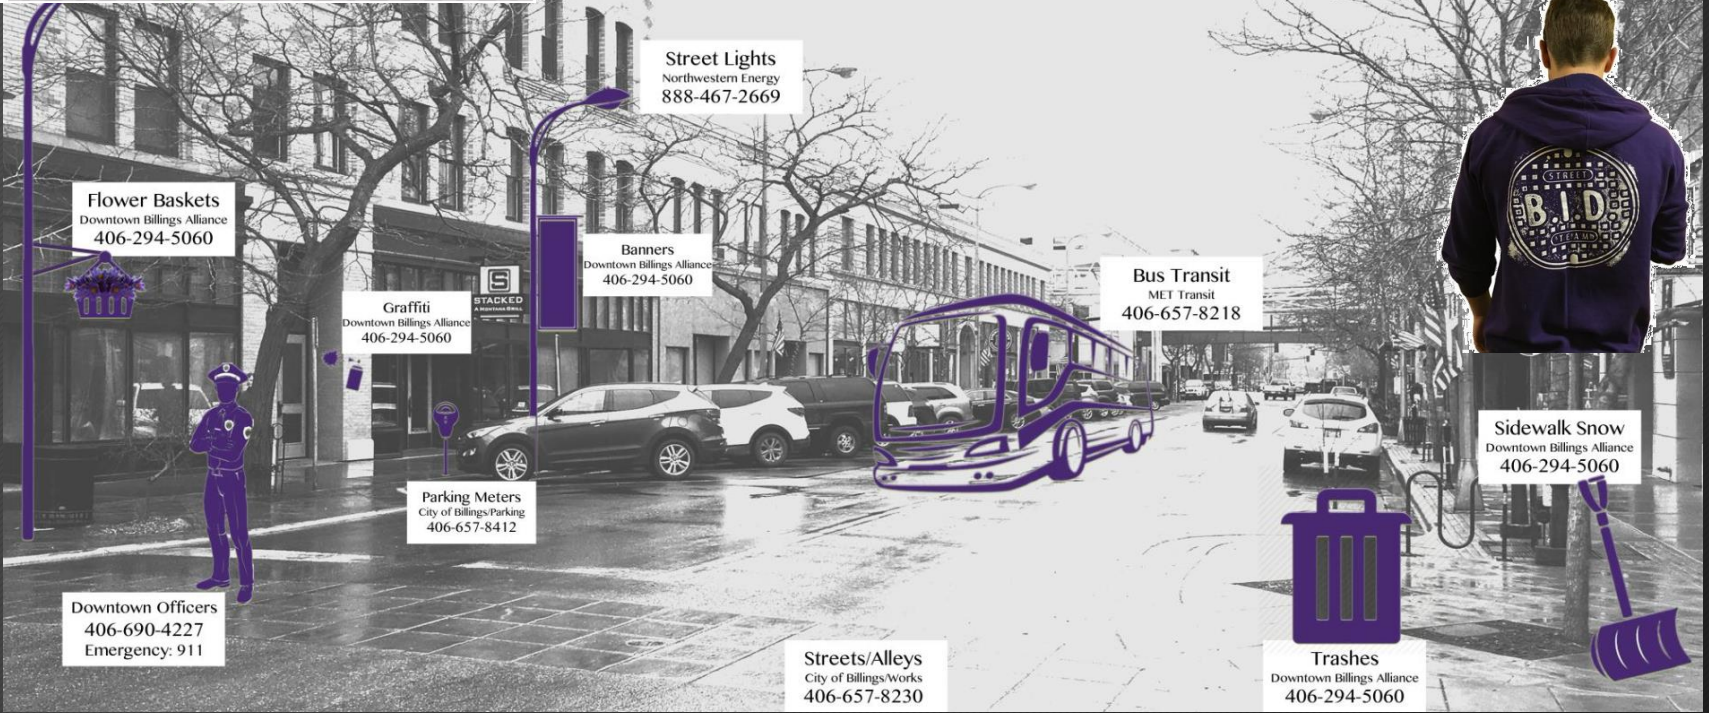 Street Lights
Northwestern Energy
888-467-2669
Flower Baskets
Downtown Billings Alliance
406-294-5060
STREET
B.I.D.
TEAM
Banners
Downtown Billings Alliance
406-294-5060
Bus Transit
MET Transit
406-657-8218
S
STACKED
A MONTANA GRILL
Graffiti
Downtown Billings Alliance
406-294-5060
Sidewalk Snow
Downtown Billings Alliance
406-294-5060
Parking Meters
City of Billings/Parking
406-657-8412
Downtown Officers
406-690-4227
Emergency: 911
Streets/Alleys
City of Billings/Works
406-657-8230
Trashes
Downtown Billings Alliance
406-294-5060